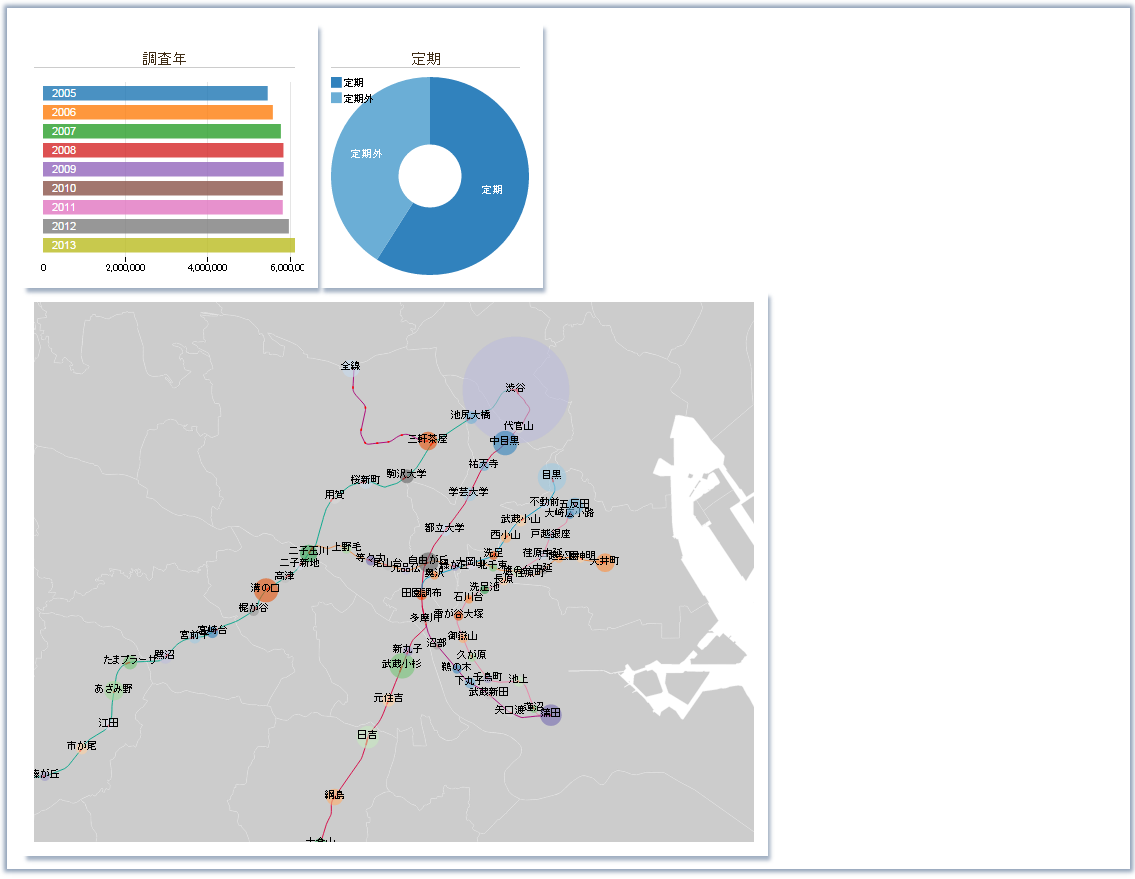 調査年
2005
2006
2007
2008
2009
2010
2011
2012
2013
0
2,000,000
4,000,000
6,000,00
定期
定期
定期外
定期外
定期
全線
渋谷
池尻大橋
代官山
三軒茶屋
中目黒
祐天寺
駒沢大学
目黒
桜新町
用賀
学芸大学
不動前
五反田
大崎広小路
武蔵小山
都立大学
西小山
戸越銀座
二子玉川
上野毛
二子新地
等々力
尾山台
九品仏
自由が丘
緑が丘
大岡山
奥沢
洗足
北千束
荏原中延
大井町
高津
溝の口
田園調布
長原
荏原町
洗足池
石川台
梶が谷
雪が谷大塚
多摩川
宮前平
宮崎台
沼部
御嶽山
新丸子
武蔵小杉
久が原
鷺沼
たまプラーザ
鵜の木
千鳥町
池上
下丸子
武蔵新田
あざみ野
元住吉
矢口渡
蓮沼
蒲田
江田
日吉
市が尾
が丘
綱島
大倉山